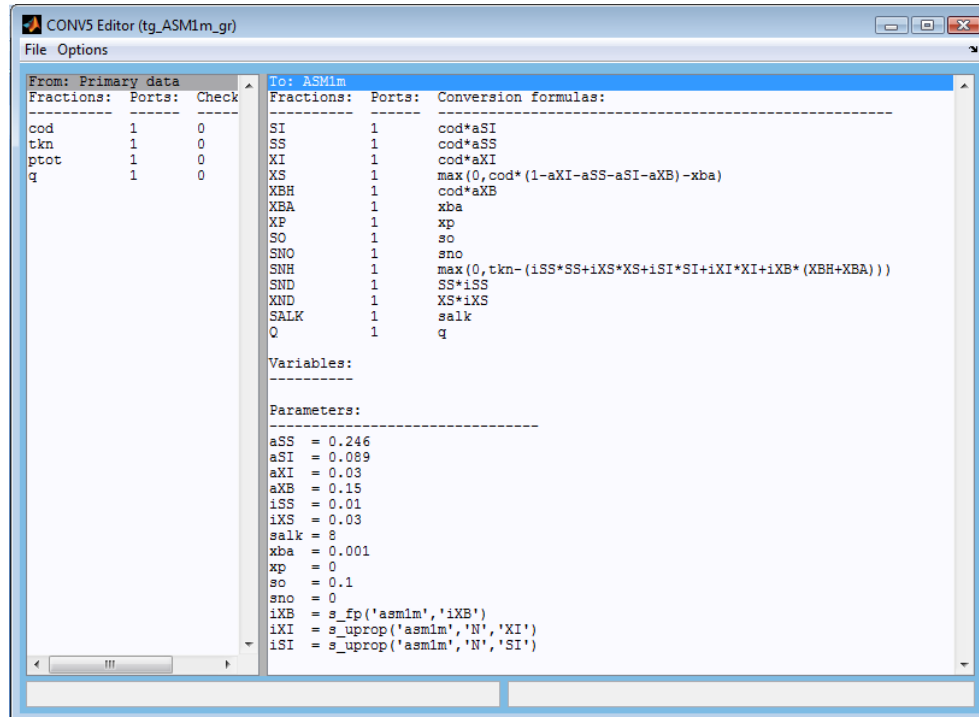 CONV5 Editor (tg_ASM1m_gr)
File Options
From: Primary data
Fractions: Ports: Check
---------- ------ -----
cod 1 0
tkn 1 0
ptot 1 0
q 1 0
To: ASM1m
Fractions: Ports: Conversion formulas:
---------- ------ --------------------------------------------------------
SI 1 cod*aSI
SS 1 cod*aSS
XI 1 cod*aXI
XS 1 max(0,cod*(1-aXI-aSS-aSI-aXB)-xba)
XBH 1 cod*aXB
XBA 1 xba
XP 1 xp
SO 1 so
SNO 1 sno
SNH 1 max(0,tkn-(iSS*SS+iXS*XS+iSI*SI+iXI*XI+iXB*(XBH+XBA)))
SND 1 SS*iSS
XND 1 XS*iXS
SALK 1 salk
Q 1 q
Variables:
----------
Parameters:
---------------------------------
aSS = 0.246
aSI = 0.089
aXI = 0.03
aXB = 0.15
iSS = 0.01
iXS = 0.03
salk = 8
xba = 0.001
xp = 0
so = 0.1
sno = 0
iXB = s_fp('asm1m','iXB')
iXI = s_uprop('asm1m','N','XI')
iSI = s_uprop('asm1m','N','SI')